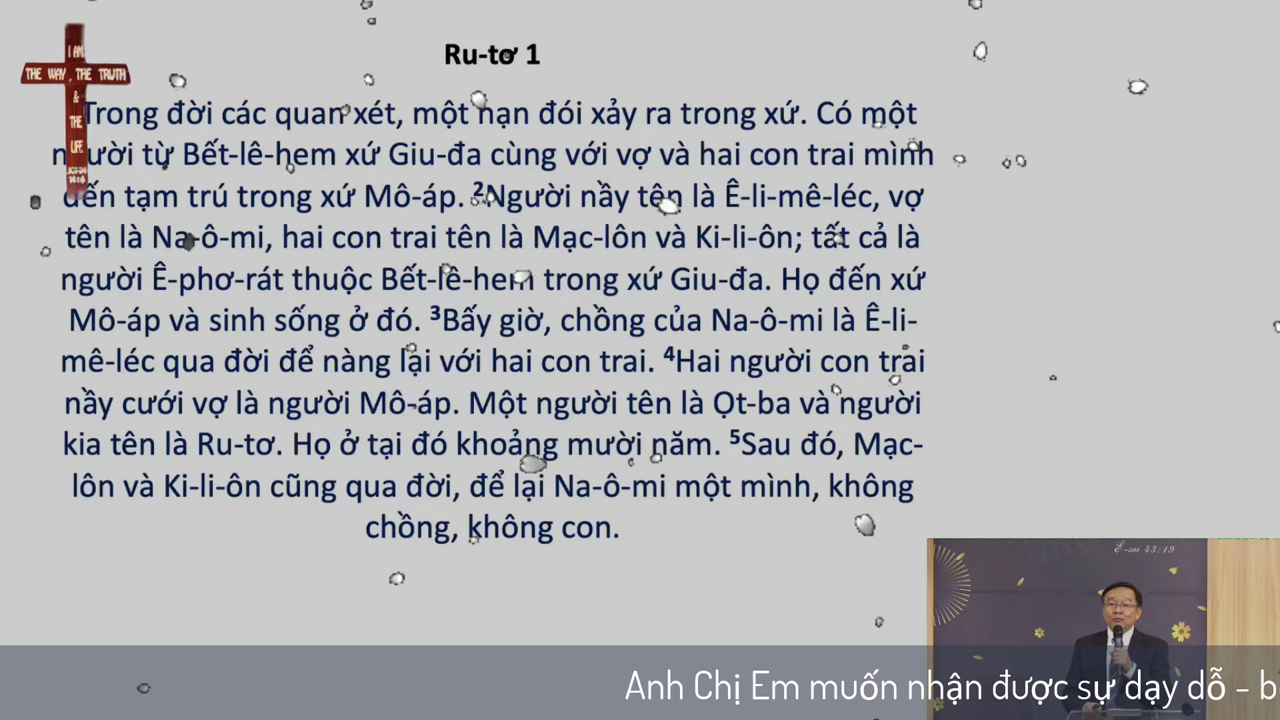 I AM
THE WAY, THE TRUTH
&
THE
LIFE
Ru-tơ 1
Trong đời các quan xét, một nạn đói xảy ra trong xứ. Có một
người từ Bết-lê-hem xứ Giu-đa cùng với vợ và hai con trai mình
đến tạm trú trong xứ Mô-áp. ²Người nầy tên là Ê-li-mê-léc, vợ
tên là Na-ô-mi, hai con trai tên là Mạc-lôn và Ki-li-ôn; tất cả là
người Ê-phơ-rát thuộc Bết-lê-hem trong xứ Giu-đa. Họ đến xứ
Mô-áp và sinh sống ở đó. ³Bấy giờ, chồng của Na-ô-mi là Ê-li-
mê-léc qua đời để nàng lại với hai con trai. ⁴Hai người con trai
nầy cưới vợ là người Mô-áp. Một người tên là Ọt-ba và người
kia tên là Ru-tơ. Họ ở tại đó khoảng mười năm. ⁵Sau đó, Mạc-
lôn và Ki-li-ôn cũng qua đời, để lại Na-ô-mi một mình, không
chồng, không con.
Ê-sai 43:19
Anh Chị Em muốn nhận được sự dạy dỗ - b